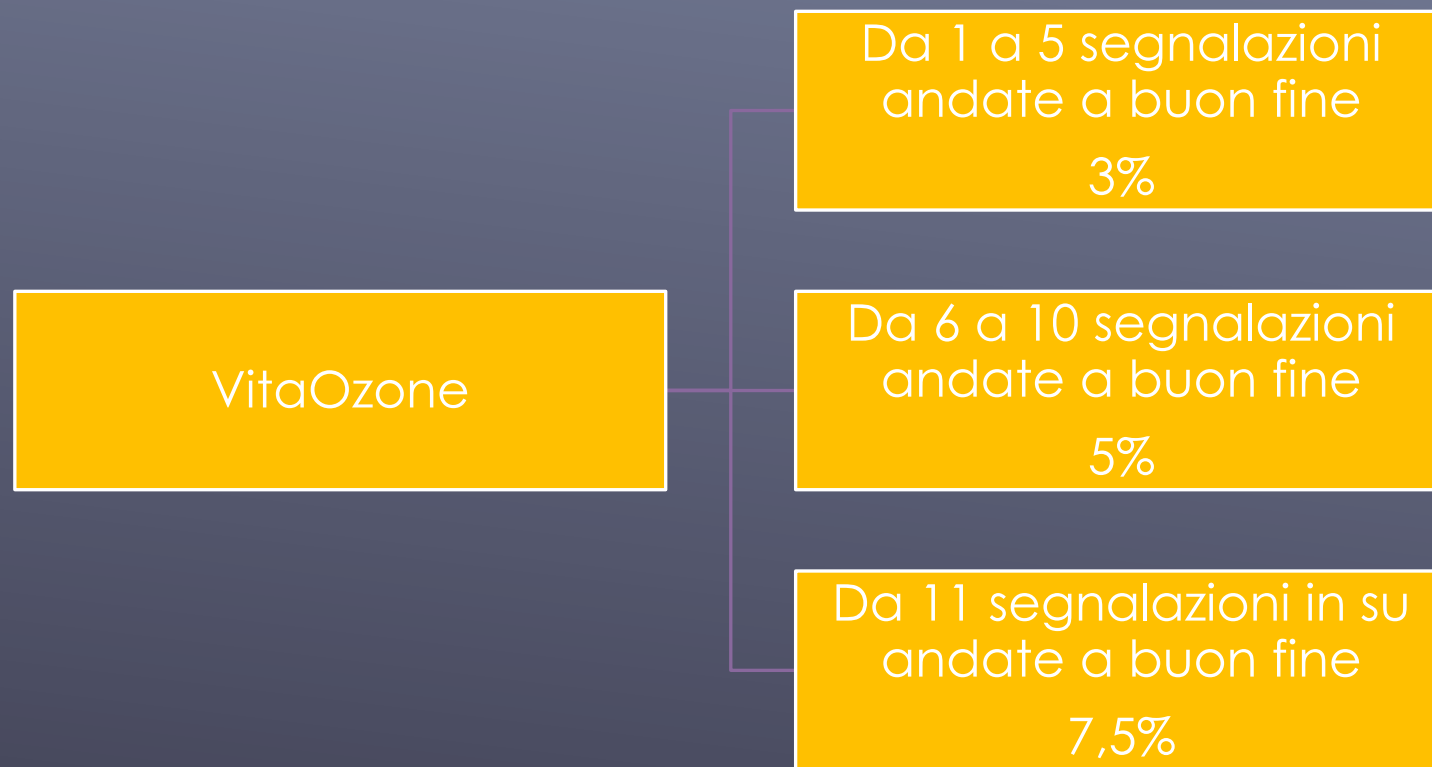 VitaOzone
Da 1 a 5 segnalazioni
andate a buon fine
3%
Da 6 a 10 segnalazioni
andate a buon fine
5%
Da 11 segnalazioni in su
andate a buon fine
7,5%